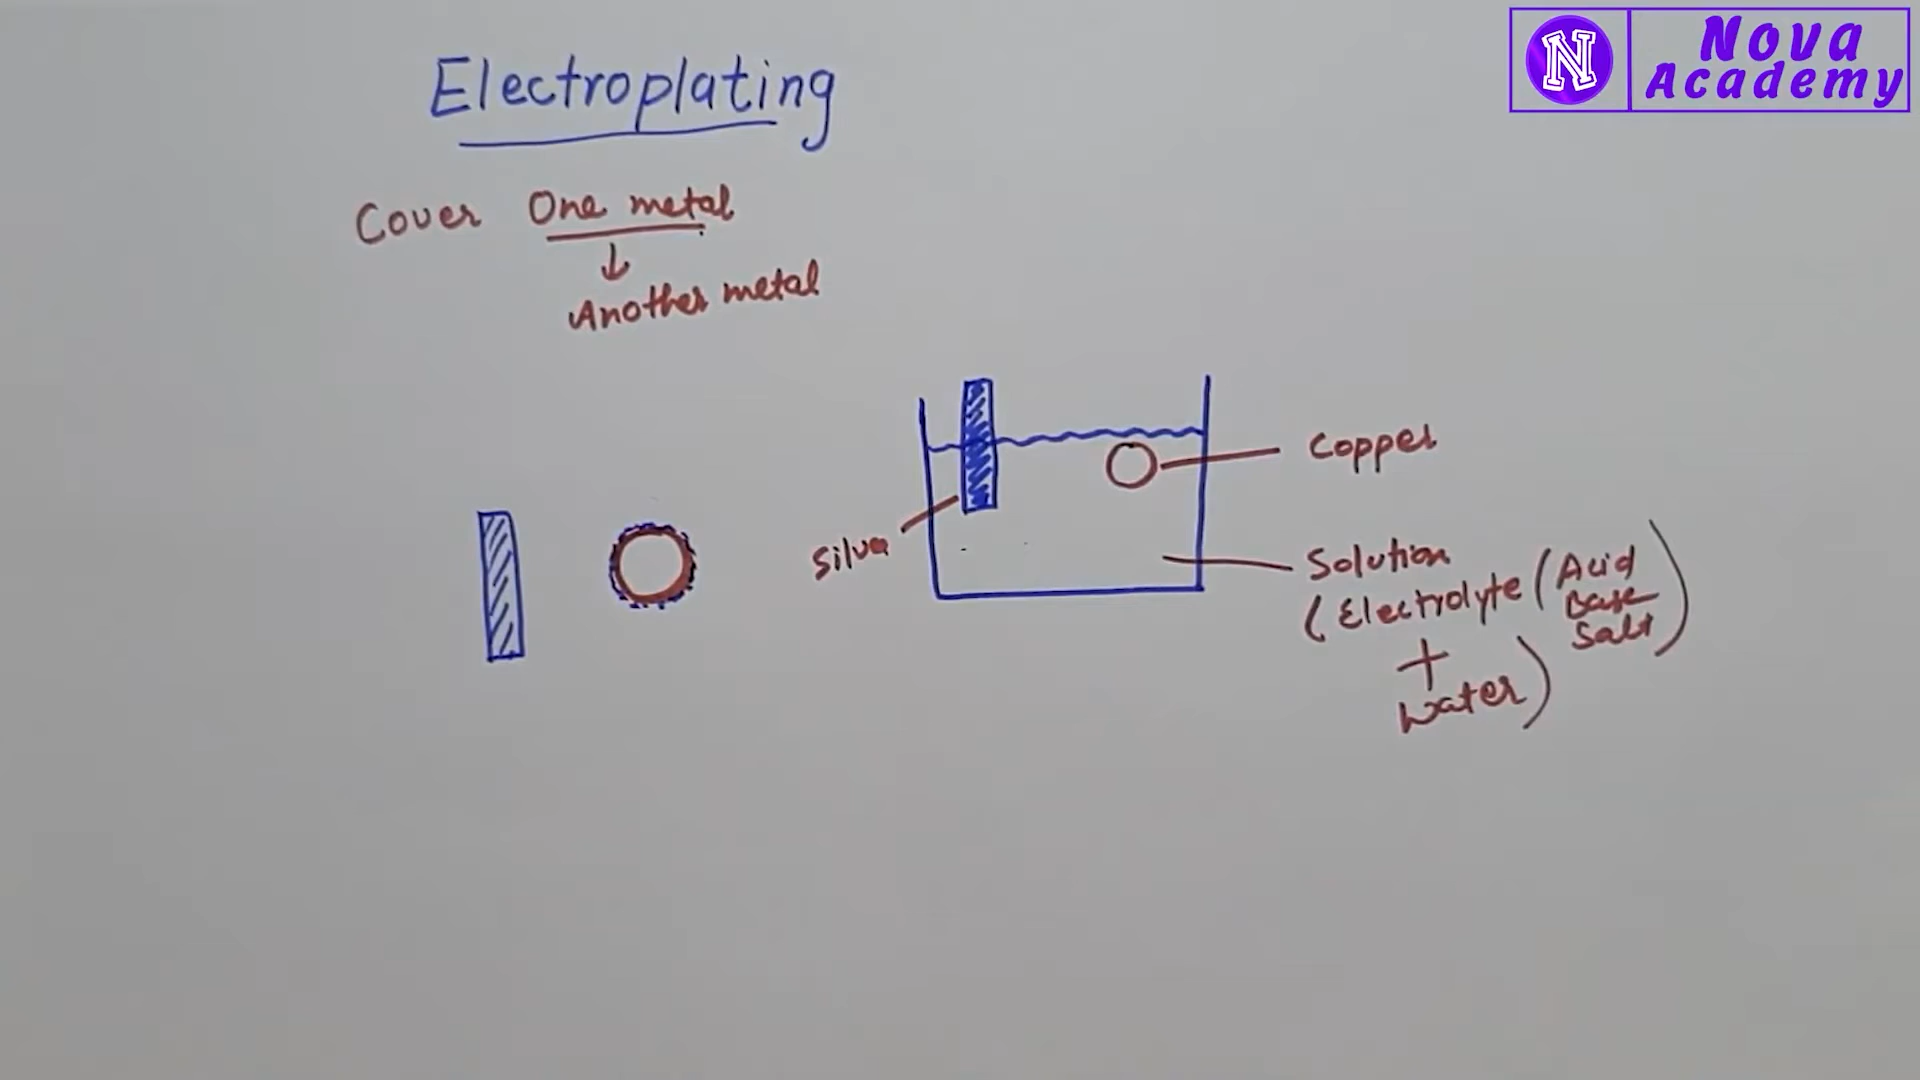 Electroplating
Cover One metal
Another metal
Copper
Silver
Solution
(Electrolyte (Acid
Base
Salt)
+
water)
N
Nova
Academy